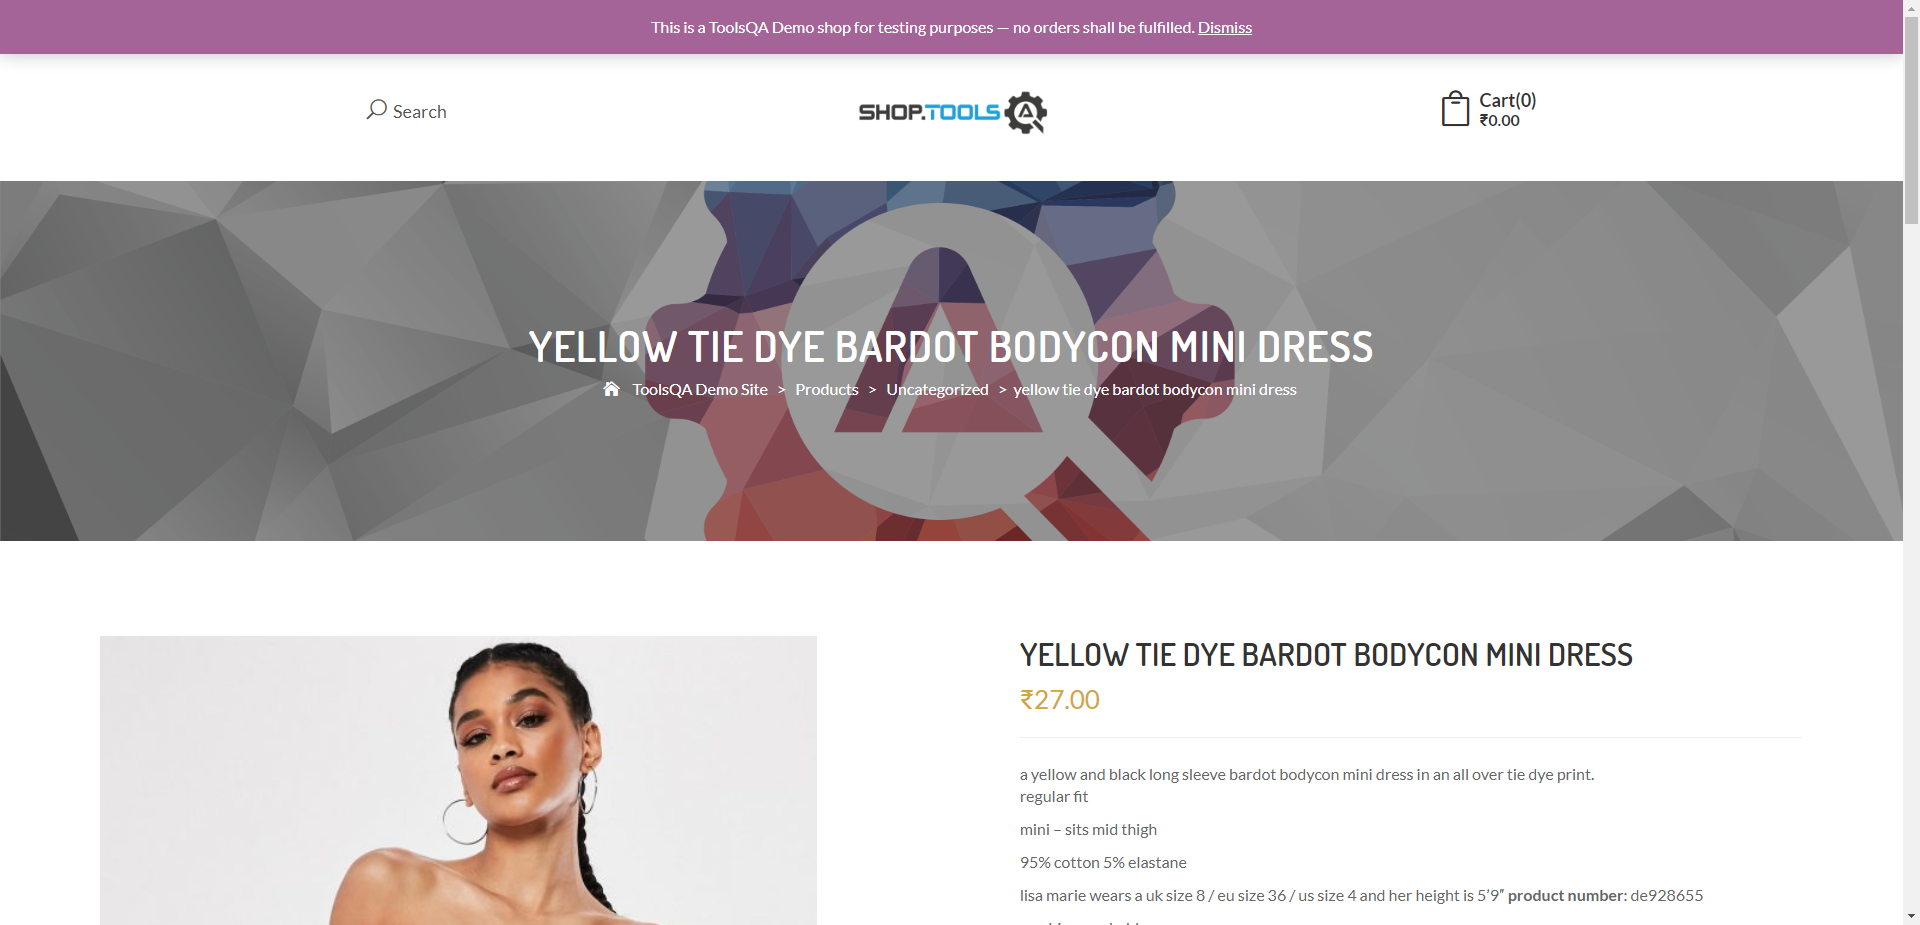 This is a ToolsQA Demo shop for testing purposes — no orders shall be fulfilled. Dismiss
Search
SHOP.TOOLS
Cart(0)
₹0.00
YELLOW TIE DYE BARDOT BODYCON MINI DRESS
ToolsQA Demo Site > Products > Uncategorized > yellow tie dye bardot bodycon mini dress
YELLOW TIE DYE BARDOT BODYCON MINI DRESS
₹27.00
a yellow and black long sleeve bardot bodycon mini dress in an all over tie dye print.
regular fit
mini – sits mid thigh
95% cotton 5% elastane
lisa marie wears a uk size 8 / eu size 36 / us size 4 and her height is 5’9″ product number: de928655